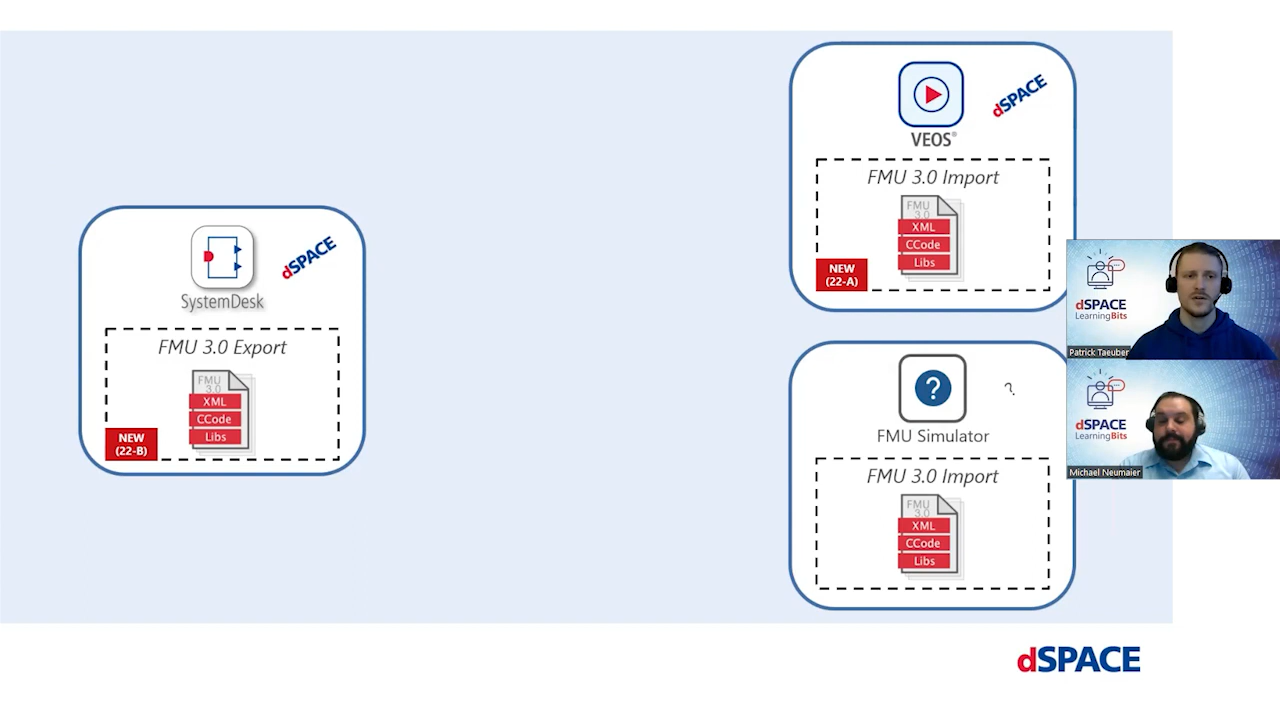 SystemDesk
dSPACE
FMU 3.0 Export
FMU
3.0
XML
CCode
Libs
NEW
(22-B)
VEOS®
dSPACE
FMU 3.0 Import
FMU
3.0
XML
CCode
Libs
NEW
(22-A)
?
?
FMU Simulator
FMU 3.0 Import
FMU
3.0
XML
CCode
Libs
dSPACE
LearningBits
Patrick Taeuber
dSPACE
LearningBits
Michael Neumaier
dSPACE